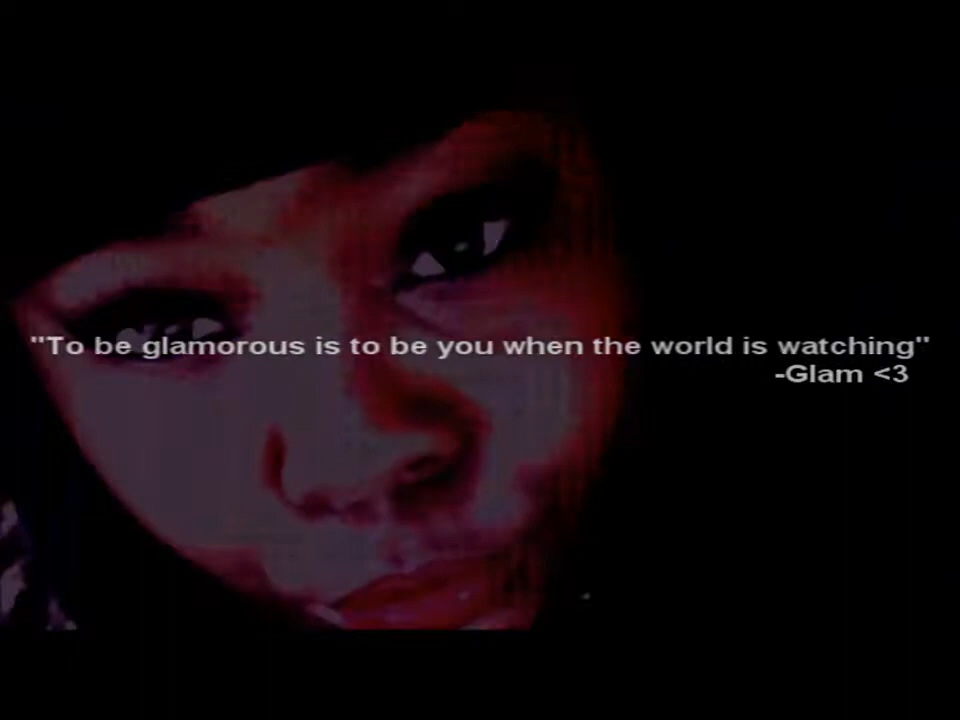 "To be glamorous is to be you when the world is watching"
-Glam <3